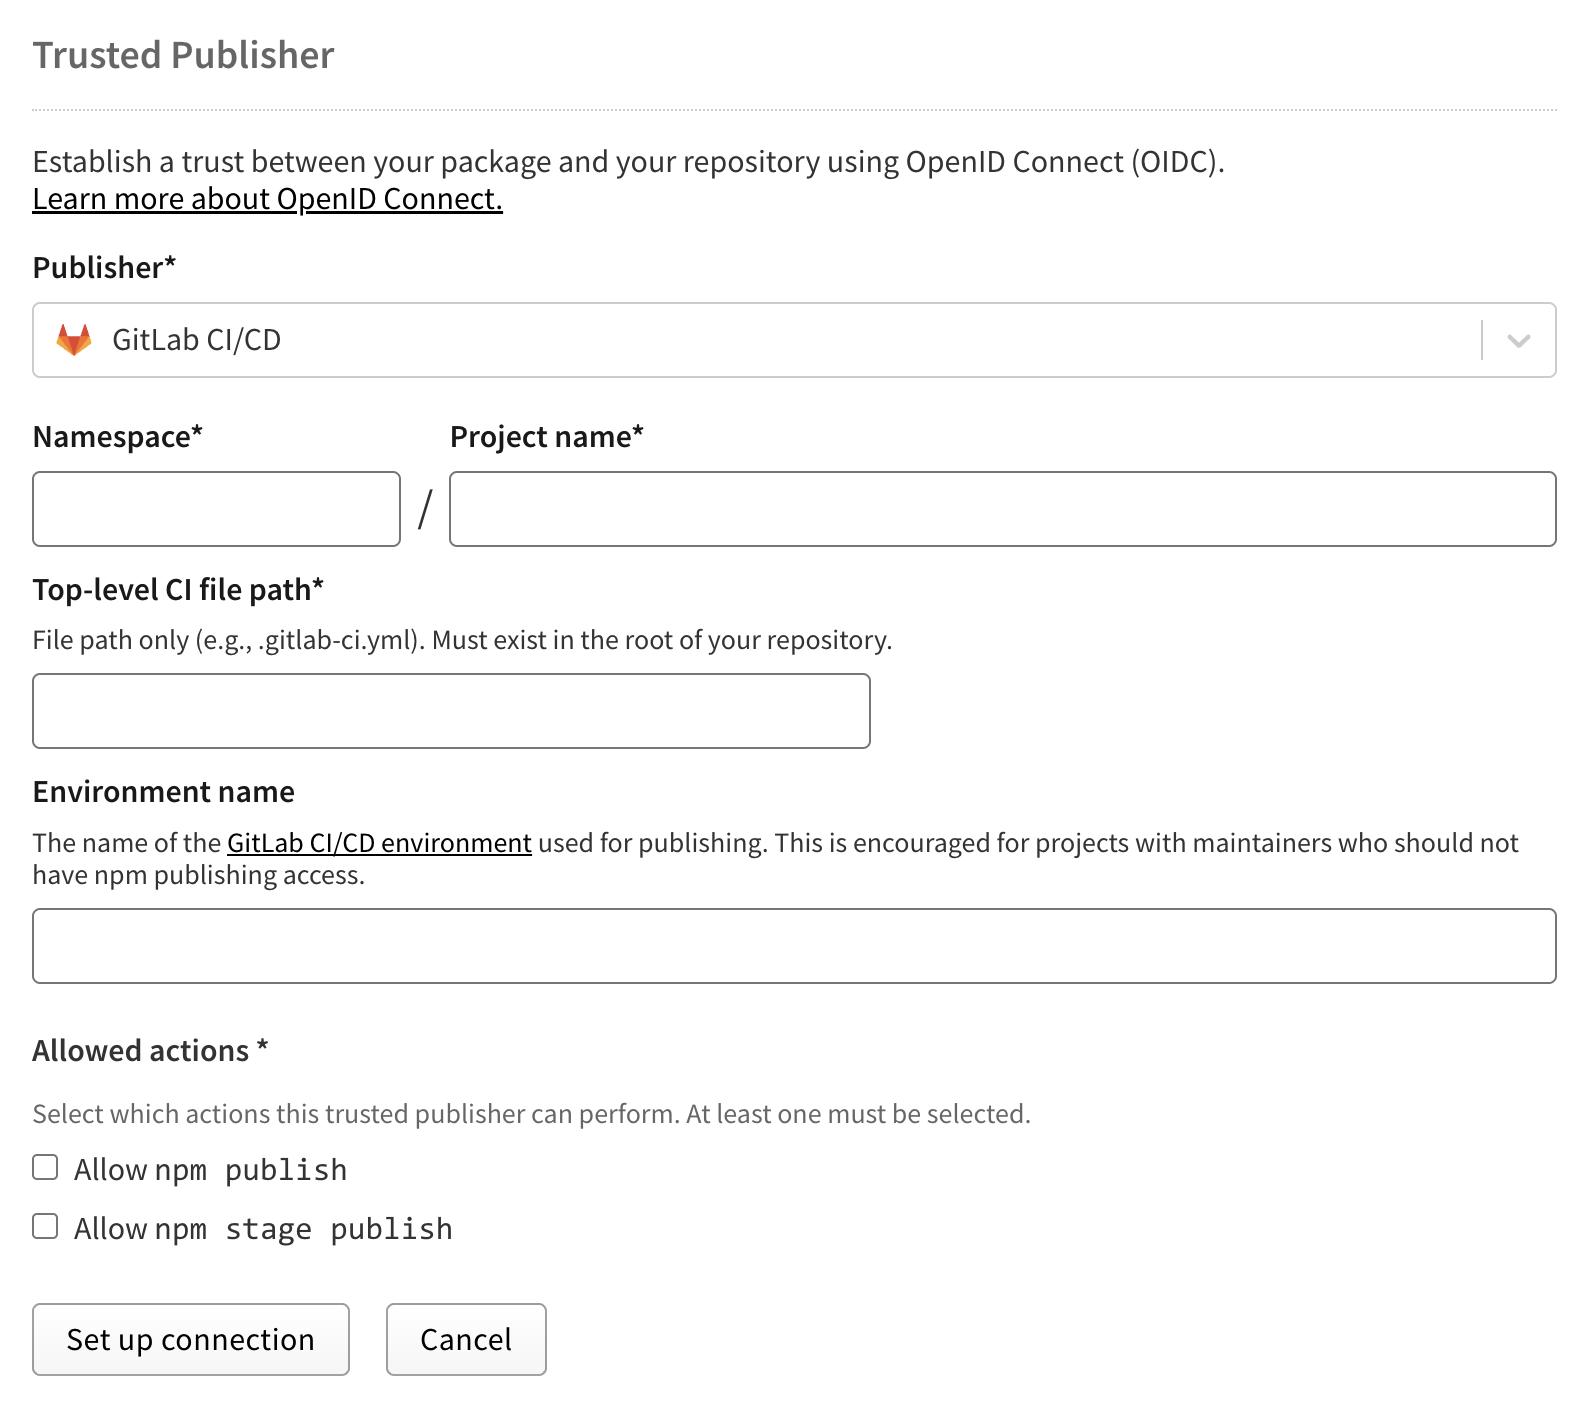 Trusted Publisher
Establish a trust between your package and your repository using OpenID Connect (OIDC).
Learn more about OpenID Connect.
Publisher*
GitLab CI/CD
Namespace*
Project name*
/
Top-level CI file path*
File path only (e.g., .gitlab-ci.yml). Must exist in the root of your repository.
Environment name
The name of the GitLab CI/CD environment used for publishing. This is encouraged for projects with maintainers who should not
have npm publishing access.
Allowed actions *
Select which actions this trusted publisher can perform. At least one must be selected.
Allow npm publish
Allow npm stage publish
Set up connection
Cancel